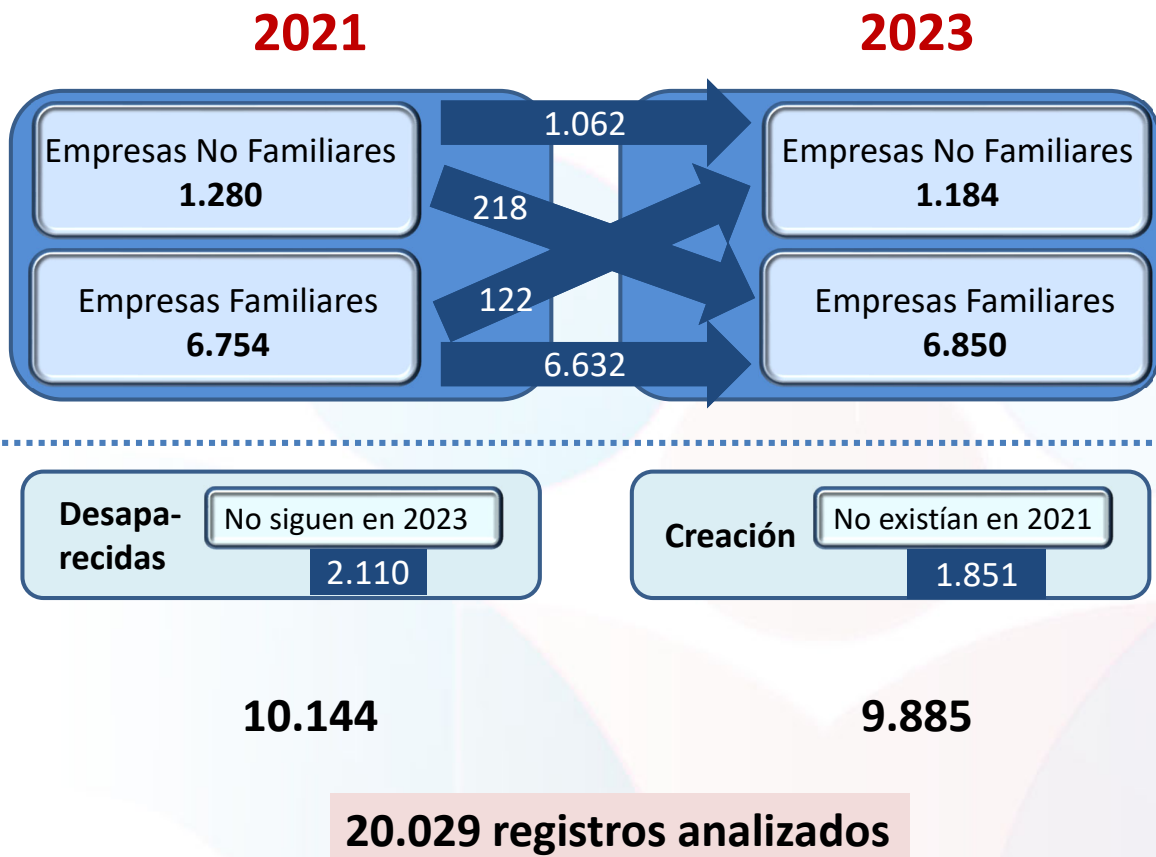 2021
2023
Empresas No Familiares
1.280
Empresas Familiares
6.754
1.062
218
122
6.632
Empresas No Familiares
1.184
Empresas Familiares
6.850
Desapa-
recidas
No siguen en 2023
2.110
Creación
No existían en 2021
1.851
10.144
9.885
20.029 registros analizados